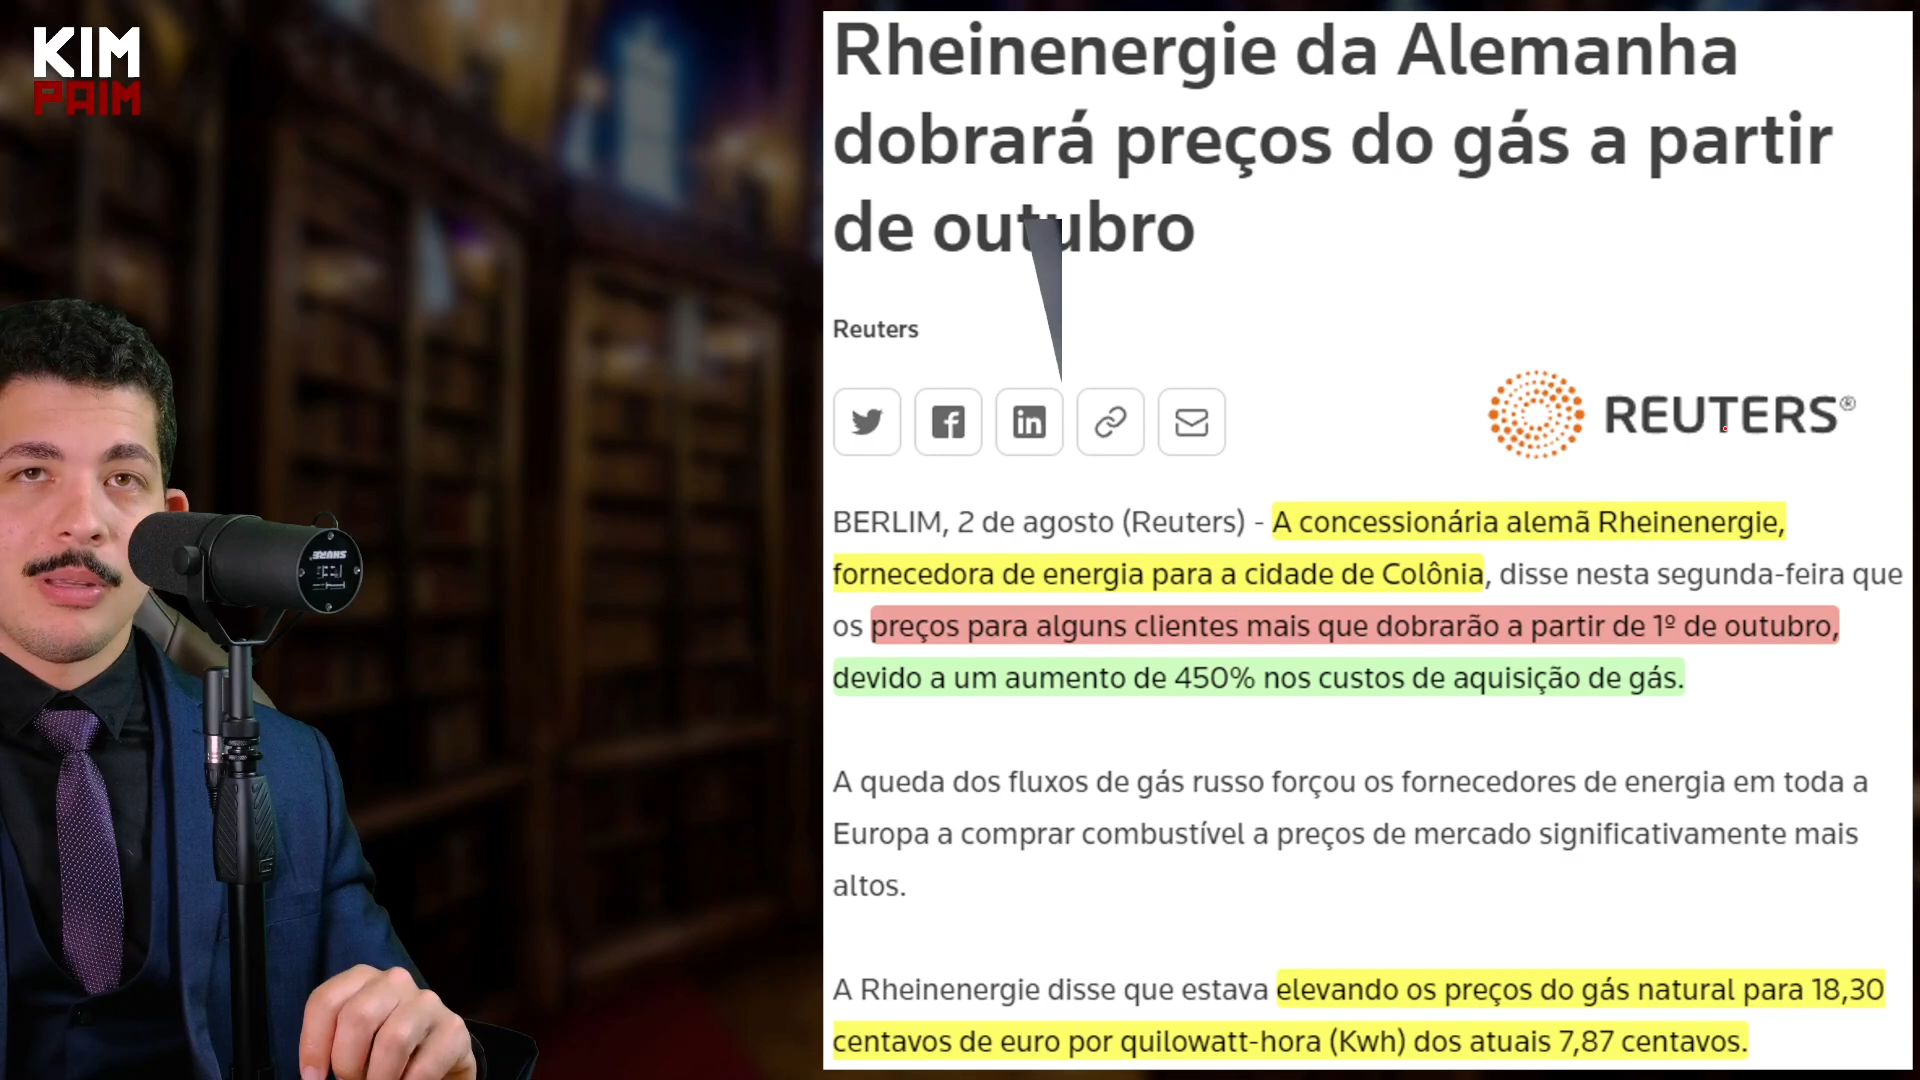 KIM
PAIM
Rheinenergie da Alemanha
dobrará preços do gás a partir
de outubro
Reuters
REUTERS®
BERLIM, 2 de agosto (Reuters) - A concessionária alemã Rheinenergie,
fornecedora de energia para a cidade de Colônia, disse nesta segunda-feira que
os preços para alguns clientes mais que dobrarão a partir de 1º de outubro,
devido a um aumento de 450% nos custos de aquisição de gás.
A queda dos fluxos de gás russo forçou os fornecedores de energia em toda a
Europa a comprar combustível a preços de mercado significativamente mais
altos.
A Rheinenergie disse que estava elevando os preços do gás natural para 18,30
centavos de euro por quilowatt-hora (Kwh) dos atuais 7,87 centavos.
SHURE